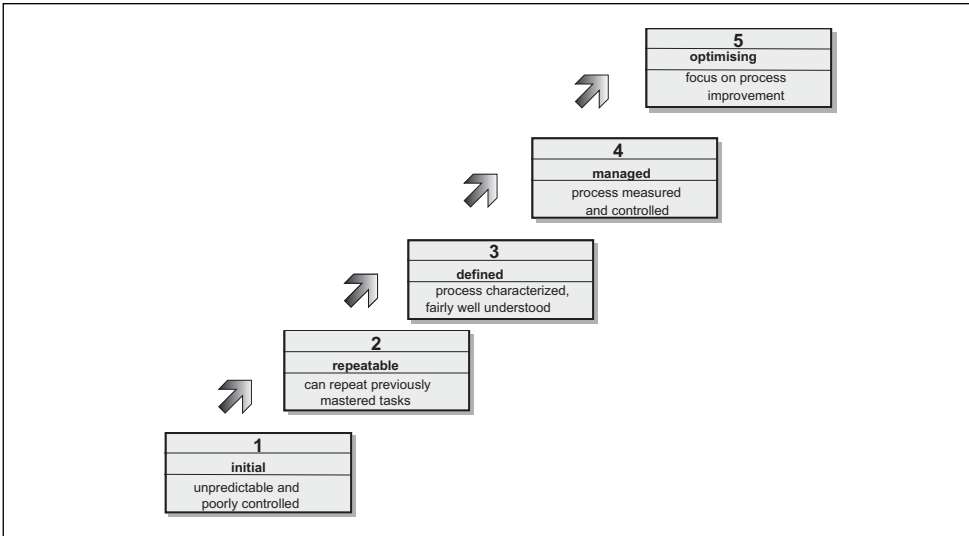 5
optimising
focus on process
improvement
4
managed
process measured
and controlled
3
defined
process characterized,
fairly well understood
2
repeatable
can repeat previously
mastered tasks
1
initial
unpredictable and
poorly controlled